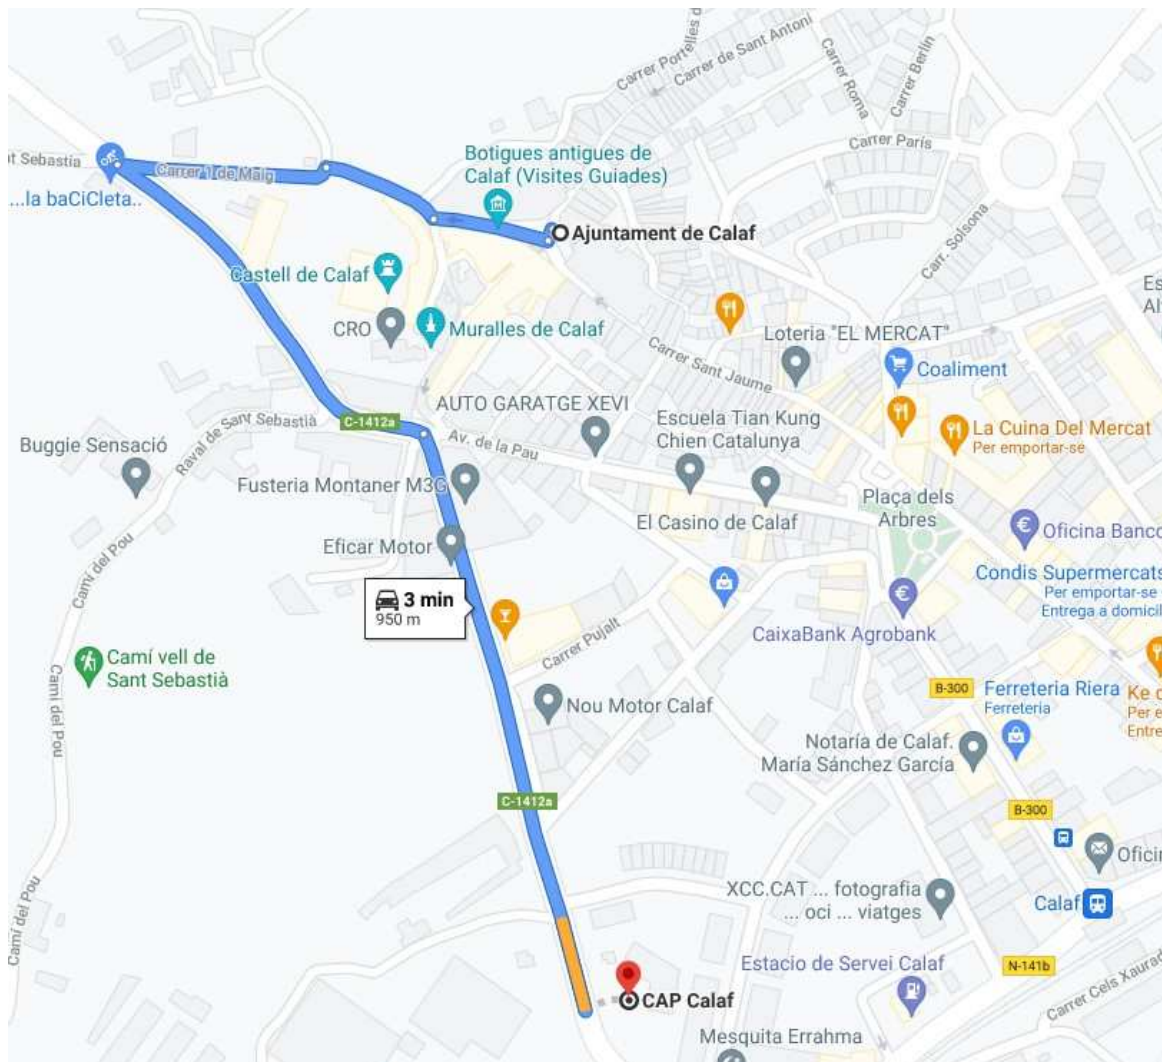 Carrer Portelles d
Carrer de Sant Antoni
Carrer Roma
Carrer Berlín
Carrer París
nt Sebastià
Carrer 1 de Maig
...la baCiCleta..
Botigues antigues de
Calaf (Visites Guiades)
Ajuntament de Calaf
Carr. Solsona
Castell de Calaf
Es
Al
CRO
Muralles de Calaf
Loteria "EL MERCAT"
Carrer Sant Jaume
Coaliment
AUTO GARATGE XEVI
Escuela Tian Kung
Chien Catalunya
La Cuina Del Mercat
Per emportar-se
C-1412a
Raval de Sant Sebastià
Av. de la Pau
Buggie Sensació
Fusteria Montaner M3G
Plaça dels
Arbres
El Casino de Calaf
Oficina Banco
Eficar Motor
Camí del Pou
Condis Supermercats
Per emportar-se
Entrega a domicil
3 min
950 m
CaixaBank Agrobank
Carrer Pujalt
Camí vell de
Sant Sebastià
Camí del Pou
B-300
Ferreteria Riera
Ferreteria
Ke c
Per e
Entre
Nou Motor Calaf
Notaría de Calaf.
María Sánchez García
C-1412a
B-300
Oficin
XCC.CAT ... fotografia
... oci ... viatges
Calaf
Camí del Pou
Estacio de Servei Calaf
N-141b
CAP Calaf
Carrer Cels Xaurad
Mesquita Errahma